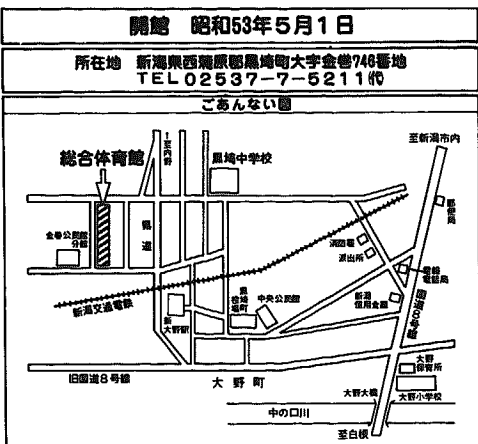 開館 昭和53年5月1日
所在地 新潟県西蒲原郡黒埼町大字金巻746番地
TEL02537-7-5211㈹
ごあんない図
至新潟市内
↑至内野
総合体育館
黒埼中学校
郵便局
金巻公民館
分館
県道
消防署
派出所
電報
電話局
新潟交通電鉄
新大野駅
黒埼町役場
中央公民館
新潟
信用金庫
国道8号線
旧国道8号線
大野町
大野
保育所
大野大橋
大野小学校
中の口川
至白根